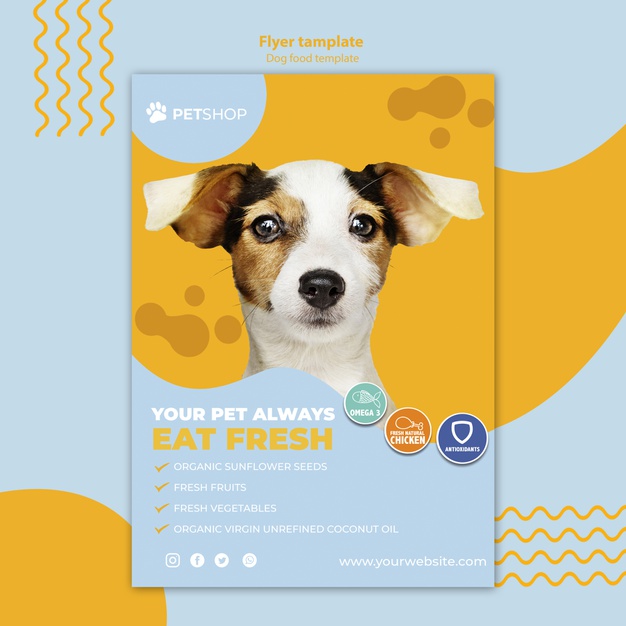 Flyer tamplate
Dog food template
PETSHOP
YOUR PET ALWAYS
EAT FRESH
OMEGA 3
FRESH NATURAL
CHICKEN
ANTIOXIDANTS
ORGANIC SUNFLOWER SEEDS
FRESH FRUITS
FRESH VEGETABLES
ORGANIC VIRGIN UNREFINED COCONUT OIL
www.yourwebsite.com